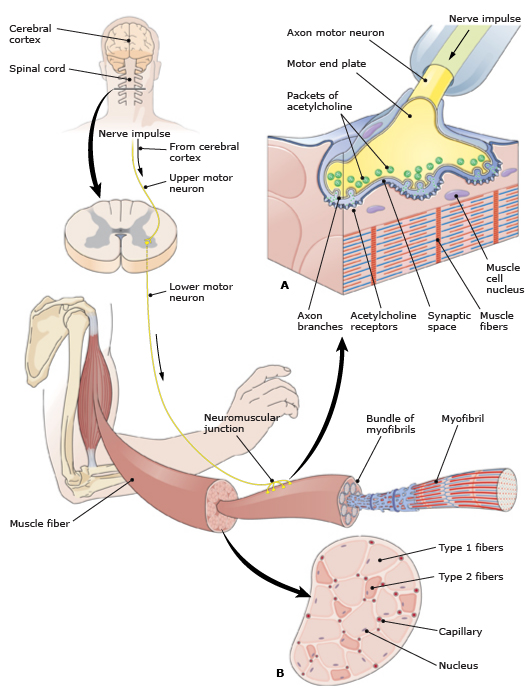 Cerebral
cortex
Spinal cord
Nerve impulse
From cerebral
cortex
Upper motor
neuron
Lower motor
neuron
Nerve impulse
Axon motor neuron
Motor end plate
Packets of
acetylcholine
Muscle
cell
nucleus
A
Axon
branches
Acetylcholine
receptors
Synaptic
space
Muscle
fibers
Neuromuscular
junction
Bundle of
myofibrils
Myofibril
Muscle fiber
Type 1 fibers
Type 2 fibers
Capillary
Nucleus
B